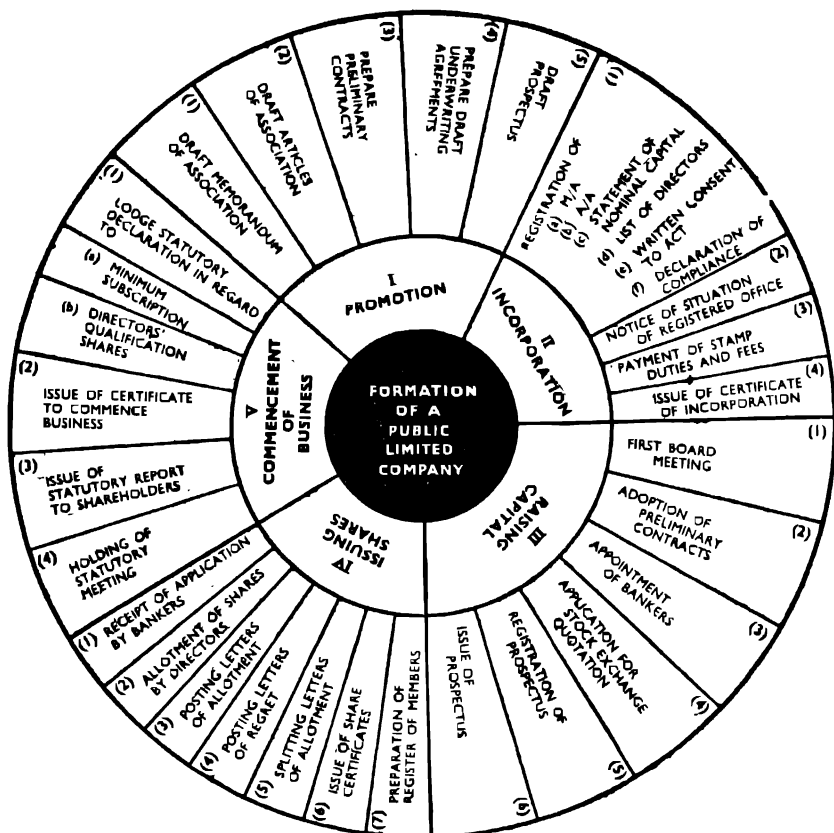 FORMATION
OF A
PUBLIC
LIMITED
COMPANY
I
PROMOTION
(1)
DRAFT MEMORANDUM
OF ASSOCIATION
(2)
DRAFT ARTICLES
OF ASSOCIATION
(3)
PREPARE
PRELIMINARY
CONTRACTS
(4)
PREPARE DRAFT
UNDERWRITING
AGREEMENTS
(5)
DRAFT
PROSPECTUS
II
INCORPORATION
(1)
REGISTRATION OF
(a) M/A
(b) A/A
(c) STATEMENT OF
NOMINAL CAPITAL
(d) LIST OF DIRECTORS
(e) WRITTEN CONSENT
TO ACT
(f) DECLARATION OF
COMPLIANCE
(2)
NOTICE OF SITUATION
OF REGISTERED OFFICE
(3)
PAYMENT OF STAMP
DUTIES AND FEES
(4)
ISSUE OF CERTIFICATE
OF INCORPORATION
III
RAISING
CAPITAL
(1)
FIRST BOARD
MEETING
(2)
ADOPTION OF
PRELIMINARY
CONTRACTS
(3)
APPOINTMENT
OF BANKERS
(4)
APPLICATION FOR
STOCK EXCHANGE
QUOTATION
(5)
REGISTRATION OF
PROSPECTUS
(6)
ISSUE OF
PROSPECTUS
IV
ISSUING
SHARES
(1) RECEIPT OF APPLICATION
BY BANKERS
(2) ALLOTMENT OF SHARES
BY DIRECTORS
(3) POSTING LETTERS
OF ALLOTMENT
(4) POSTING LETTERS
OF REGRET
(5) SPLITTING LETTERS
OF ALLOTMENT
(6) ISSUE OF SHARE
CERTIFICATES
(7) PREPARATION OF
REGISTER OF MEMBERS
V
COMMENCEMENT
OF
BUSINESS
(1)
LODGE STATUTORY
DECLARATION IN REGARD
TO
(a) MINIMUM
SUBSCRIPTION
(b) DIRECTORS'
QUALIFICATION
SHARES
(2)
ISSUE OF CERTIFICATE
TO COMMENCE
BUSINESS
(3)
ISSUE OF
STATUTORY REPORT
TO SHAREHOLDERS
(4)
HOLDING OF
STATUTORY
MEETING